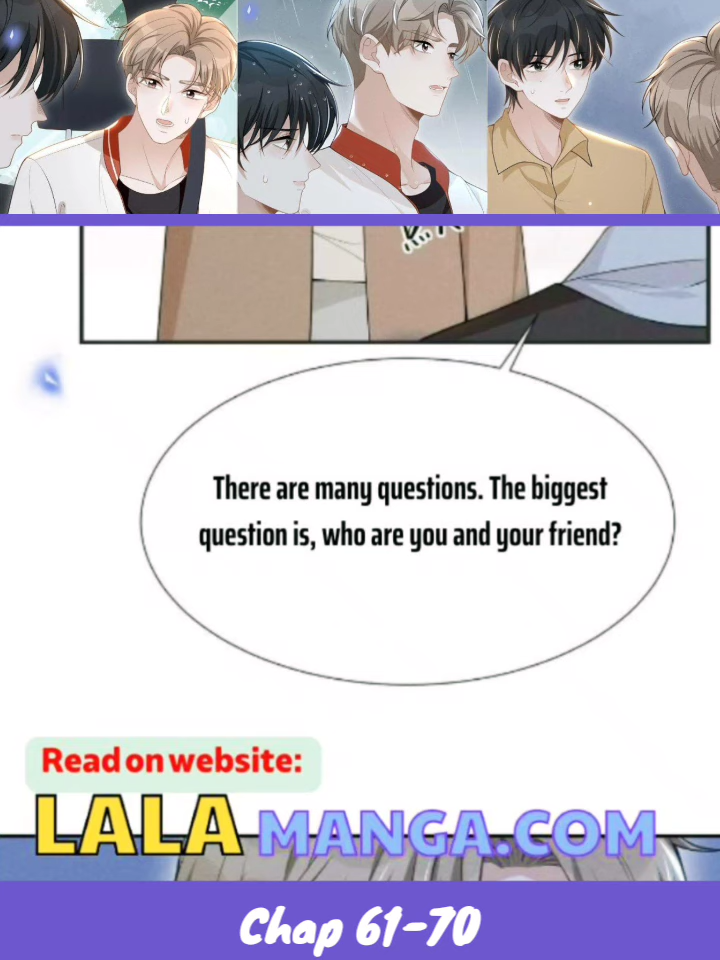 There are many questions. The biggest
question is, who are you and your friend?
Read on website:
LALA MANGA.COM
Chap 61-70